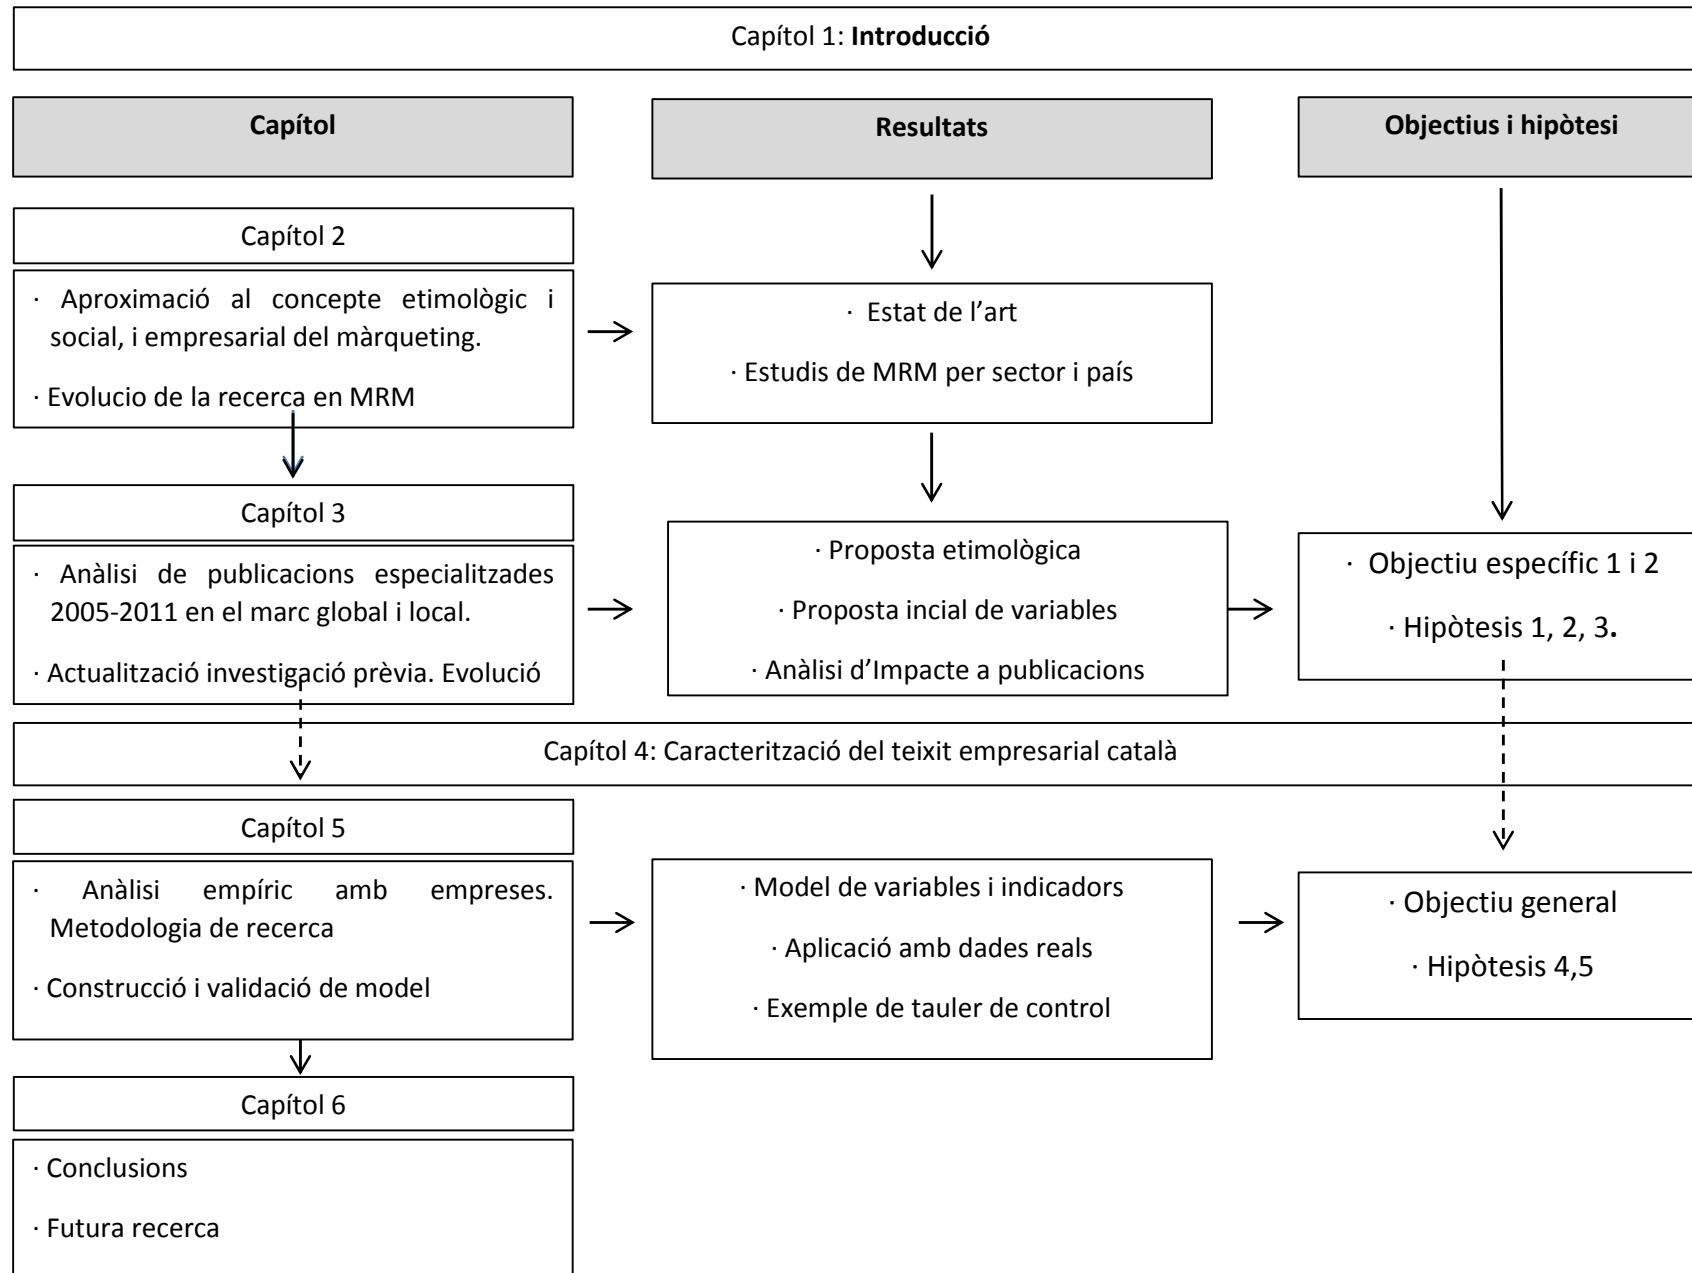 Capítol 1: Introducció
Capítol
Resultats
Objectius i hipòtesi
Capítol 2
· Aproximació al concepte etimològic i
social, i empresarial del màrqueting.
· Evolucio de la recerca en MRM
· Estat de l’art
· Estudis de MRM per sector i país
Capítol 3
· Anàlisi de publicacions especialitzades
2005-2011 en el marc global i local.
· Actualització investigació prèvia. Evolució
· Proposta etimològica
· Proposta incial de variables
· Anàlisi d’Impacte a publicacions
· Objectiu específic 1 i 2
· Hipòtesis 1, 2, 3.
Capítol 4: Caracterització del teixit empresarial català
Capítol 5
· Anàlisi empíric amb empreses.
Metodologia de recerca
· Construcció i validació de model
· Model de variables i indicadors
· Aplicació amb dades reals
· Exemple de tauler de control
· Objectiu general
· Hipòtesis 4,5
Capítol 6
· Conclusions
· Futura recerca